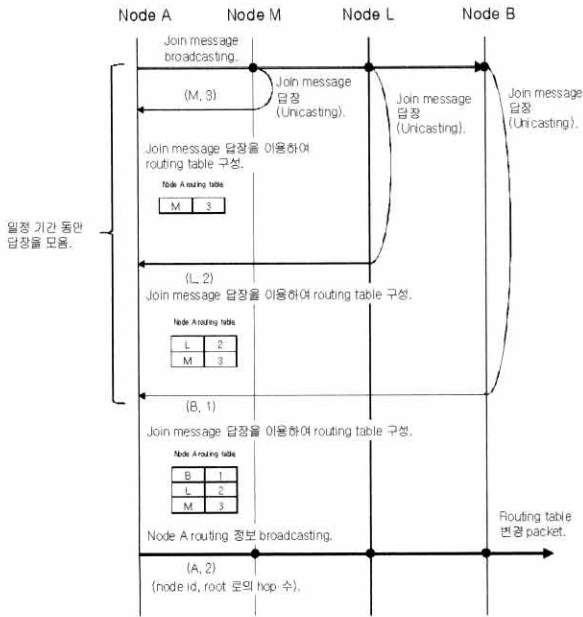 Node A Node M Node L Node B
Join message
broadcasting.
(M, 3)
Join message
답장
(Unicasting).
Join message
답장
(Unicasting).
Join message
답장
(Unicasting).
Join message 답장을 이용하여
routing table 구성.
Node A routing table
M 3
일정 기간 동안
답장을 모음.
(L, 2)
Join message 답장을 이용하여 routing table 구성.
Node A routing table
L 2
M 3
(B, 1)
Join message 답장을 이용하여 routing table 구성.
Node A routing table
B 1
L 2
M 3
Node A routing 정보 broadcasting.
Routing table
변경 packet.
(A, 2)
(node id, root 로의 hop 수).